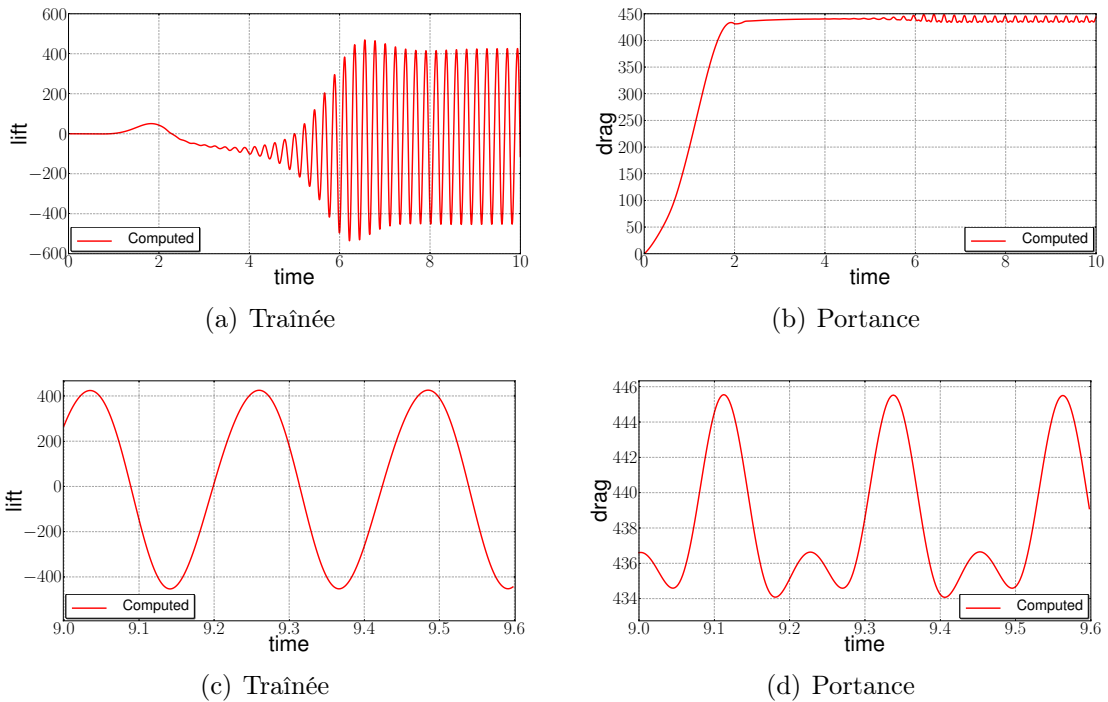 600
400
200
0
−200
−400
−600
lift
Computed
0 2 4 6 8 10
time
(a) Traînée
450
400
350
300
250
200
150
100
50
0
drag
Computed
0 2 4 6 8 10
time
(b) Portance
400
200
0
−200
−400
lift
Computed
9.0 9.1 9.2 9.3 9.4 9.5 9.6
time
(c) Traînée
446
444
442
440
438
436
434
drag
Computed
9.0 9.1 9.2 9.3 9.4 9.5 9.6
time
(d) Portance